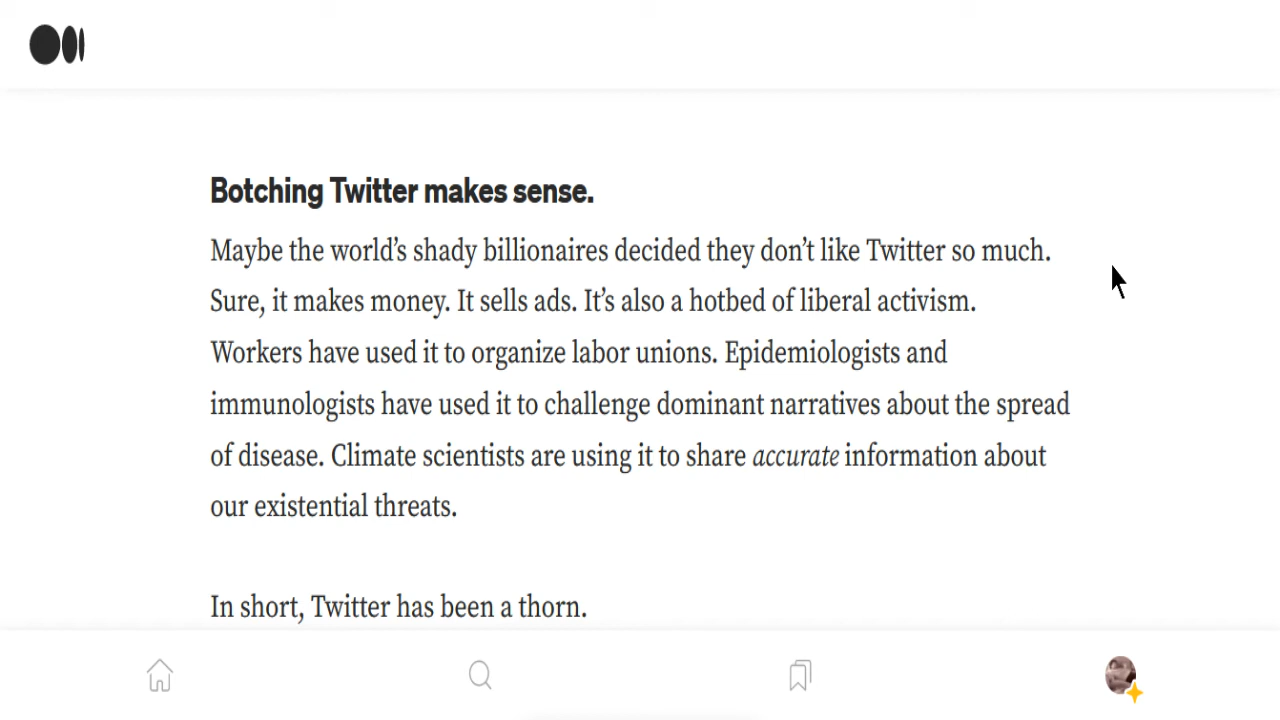 Botching Twitter makes sense.
Maybe the world’s shady billionaires decided they don’t like Twitter so much.
Sure, it makes money. It sells ads. It’s also a hotbed of liberal activism.
Workers have used it to organize labor unions. Epidemiologists and
immunologists have used it to challenge dominant narratives about the spread
of disease. Climate scientists are using it to share accurate information about
our existential threats.
In short, Twitter has been a thorn.